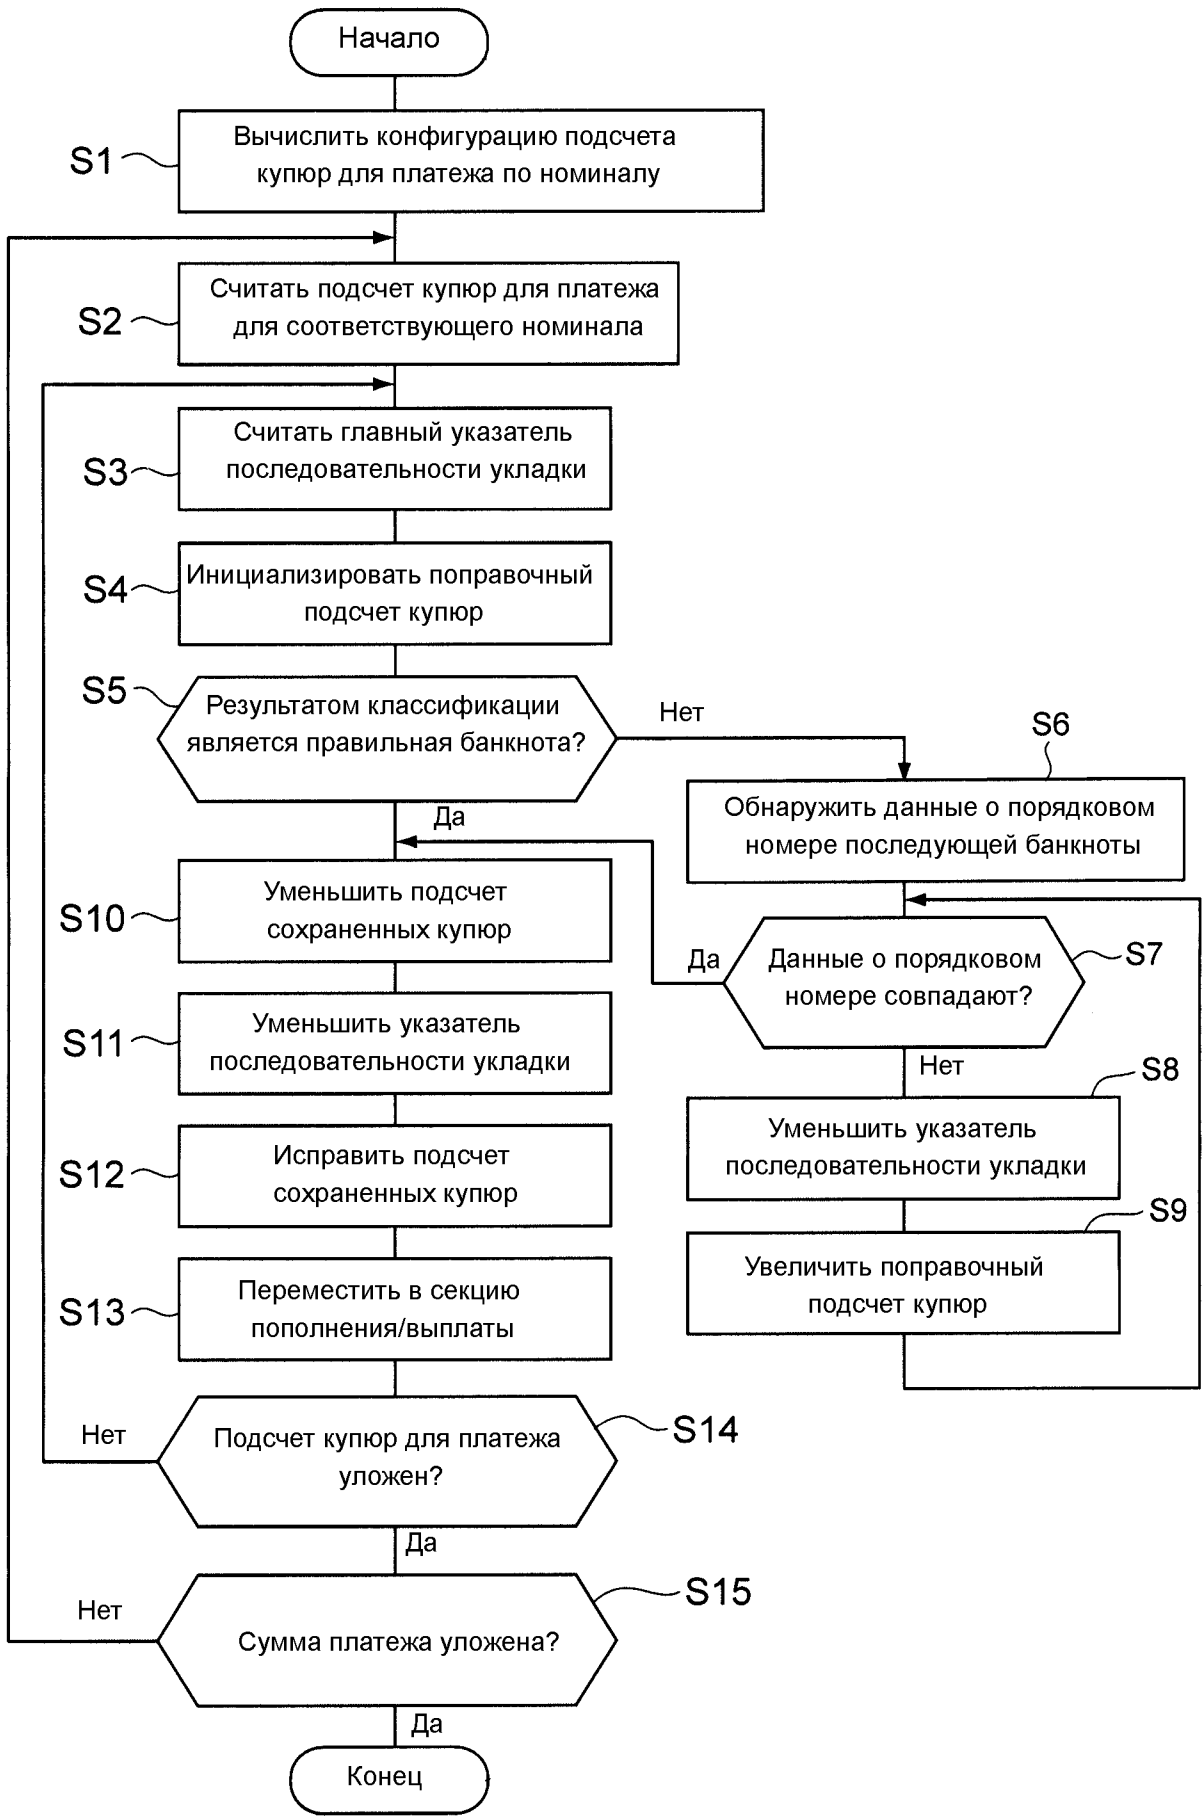 Начало
S1
Вычислить конфигурацию подсчета
купюр для платежа по номиналу
S2
Считать подсчет купюр для платежа
для соответствующего номинала
S3
Считать главный указатель
последовательности укладки
S4
Инициализировать поправочный
подсчет купюр
S5
Результатом классификации
является правильная банкнота?
Нет
Да
S6
Обнаружить данные о порядковом
номере последующей банкноты
S7
Данные о порядковом
номере совпадают?
Да
Нет
S8
Уменьшить указатель
последовательности укладки
S9
Увеличить поправочный
подсчет купюр
S10
Уменьшить подсчет
сохраненных купюр
S11
Уменьшить указатель
последовательности укладки
S12
Исправить подсчет
сохраненных купюр
S13
Переместить в секцию
пополнения/выплаты
S14
Подсчет купюр для платежа
уложен?
Нет
Да
S15
Сумма платежа уложена?
Нет
Да
Конец